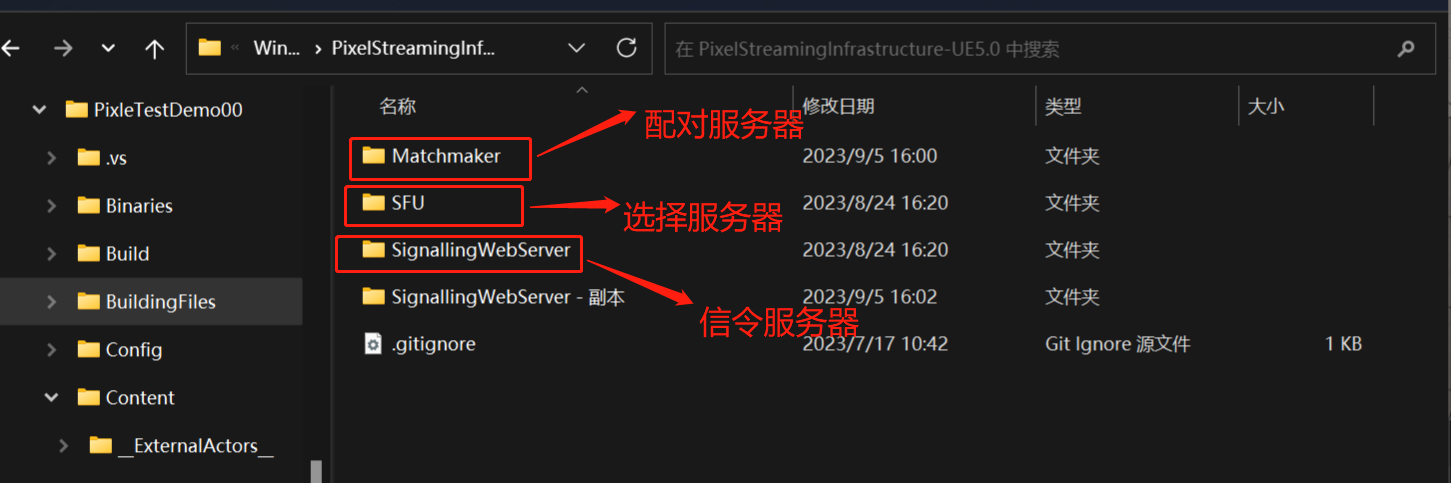 « Win... › PixelStreamingInf...
在 PixelStreamingInfrastructure-UE5.0 中搜索
PixleTestDemo00
.vs
Binaries
Build
BuildingFiles
Config
Content
__ExternalActors__
名称 修改日期 类型 大小
配对服务器
Matchmaker 2023/9/5 16:00 文件夹
SFU 2023/8/24 16:20 文件夹
选择服务器
SignallingWebServer 2023/8/24 16:20 文件夹
SignallingWebServer - 副本 2023/9/5 16:02 文件夹
信令服务器
.gitignore 2023/7/17 10:42 Git Ignore 源文件 1 KB